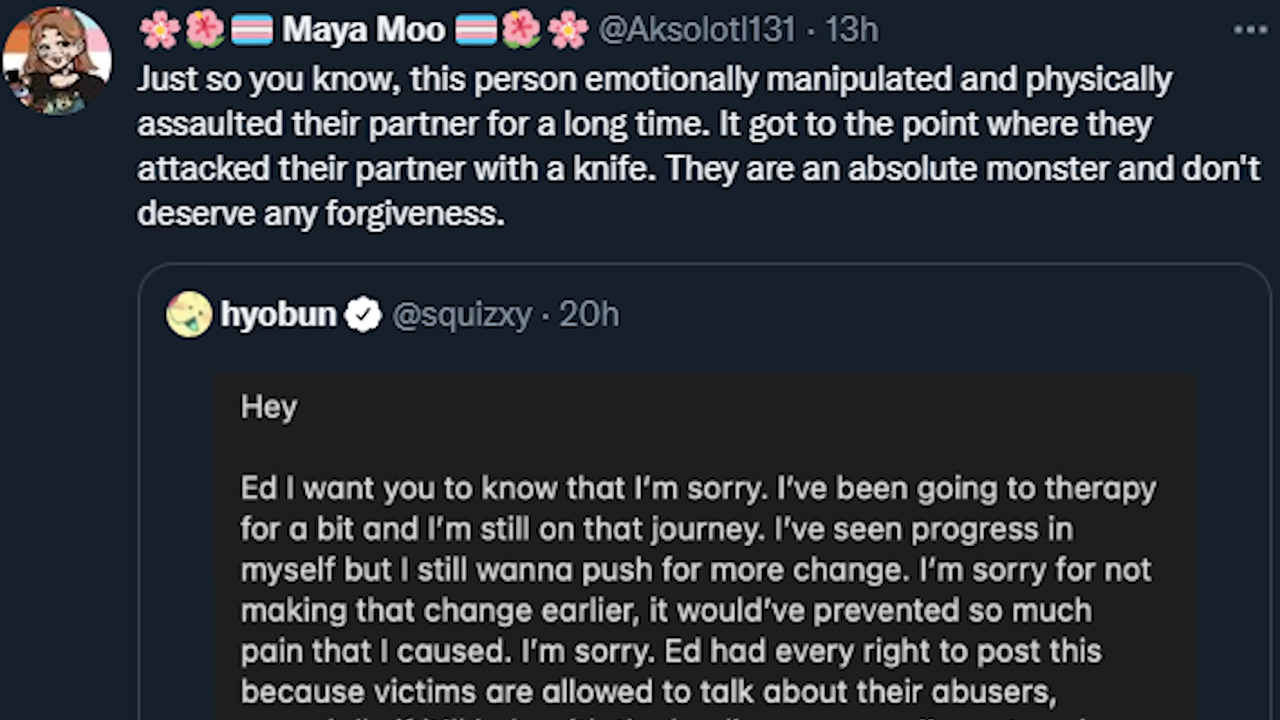 🌸🌺🏳️‍⚧️ Maya Moo 🏳️‍⚧️🌺🌸 @Aksolotl131 · 13h
Just so you know, this person emotionally manipulated and physically
assaulted their partner for a long time. It got to the point where they
attacked their partner with a knife. They are an absolute monster and don't
deserve any forgiveness.
hyobun @squizxy · 20h
Hey
Ed I want you to know that I’m sorry. I’ve been going to therapy
for a bit and I’m still on that journey. I’ve seen progress in
myself but I still wanna push for more change. I’m sorry for not
making that change earlier, it would’ve prevented so much
pain that I caused. I’m sorry. Ed had every right to post this
because victims are allowed to talk about their abusers,